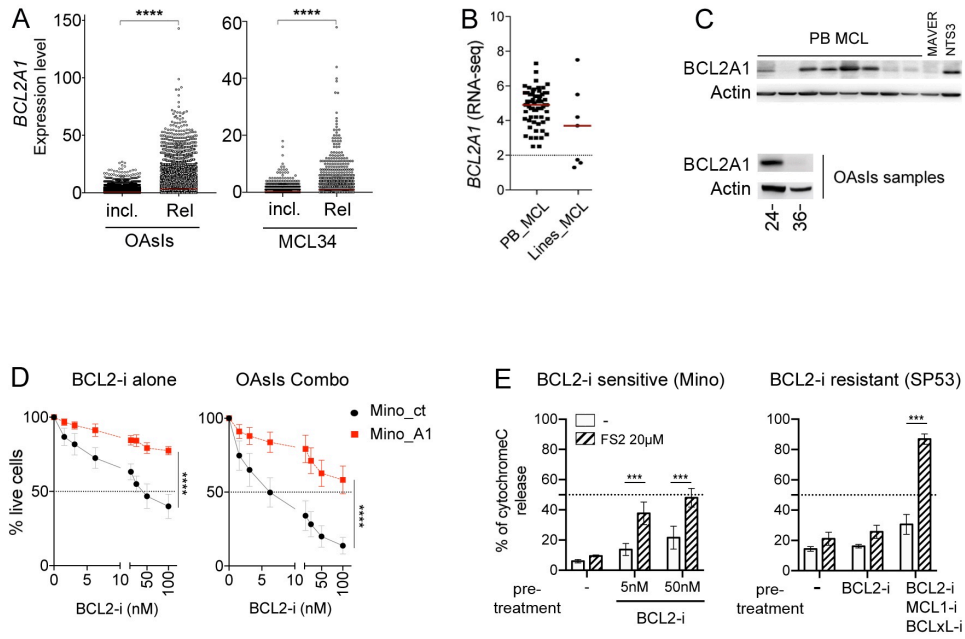 A
BCL2A1
Expression level
150
100
50
0
****
incl.
Rel
OAsIs
60
40
20
0
****
incl.
Rel
MCL34
B
BCL2A1 (RNA-seq)
10
8
6
4
2
0
PB_MCL
Lines_MCL
C
PB MCL
MAVER
NTS3
BCL2A1
Actin
BCL2A1
Actin
OAsIs samples
24-
36-
D
BCL2-i alone
OAsIs Combo
% live cells
100
50
0
0
5
10
50
100
BCL2-i (nM)
****
100
50
0
0
5
10
50
100
BCL2-i (nM)
****
Mino_ct
Mino_A1
E
BCL2-i sensitive (Mino)
BCL2-i resistant (SP53)
% of cytochromeC
release
100
80
60
40
20
0
-
FS2 20µM
***
***
pre-
treatment
-
5nM
50nM
BCL2-i
100
80
60
40
20
0
***
pre-
treatment
-
BCL2-i
BCL2-i
MCL1-i
BCLxL-i